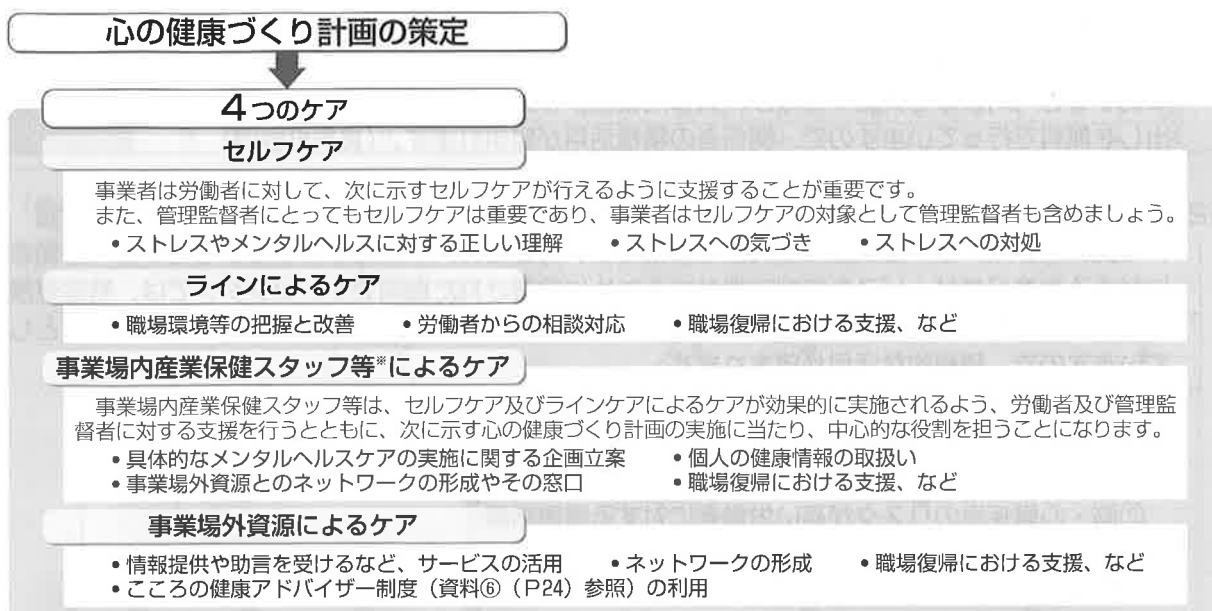 心の健康づくり計画の策定
4つのケア
セルフケア
事業者は労働者に対して、次に示すセルフケアが行えるように支援することが重要です。
また、管理監督者にとってもセルフケアは重要であり、事業者はセルフケアの対象として管理監督者も含めましょう。
•ストレスやメンタルヘルスに対する正しい理解 •ストレスへの気づき •ストレスへの対処
ラインによるケア
•職場環境等の把握と改善 •労働者からの相談対応 •職場復帰における支援、など
事業場内産業保健スタッフ等※によるケア
事業場内産業保健スタッフ等は、セルフケア及びラインケアによるケアが効果的に実施されるよう、労働者及び管理監
督者に対する支援を行うとともに、次に示す心の健康づくり計画の実施に当たり、中心的な役割を担うことになります。
•具体的なメンタルヘルスケアの実施に関する企画立案 •個人の健康情報の取扱い
•事業場外資源とのネットワークの形成やその窓口 •職場復帰における支援、など
事業場外資源によるケア
•情報提供や助言を受けるなど、サービスの活用 •ネットワークの形成 •職場復帰における支援、など
•こころの健康アドバイザー制度（資料⑥（P24）参照）の利用